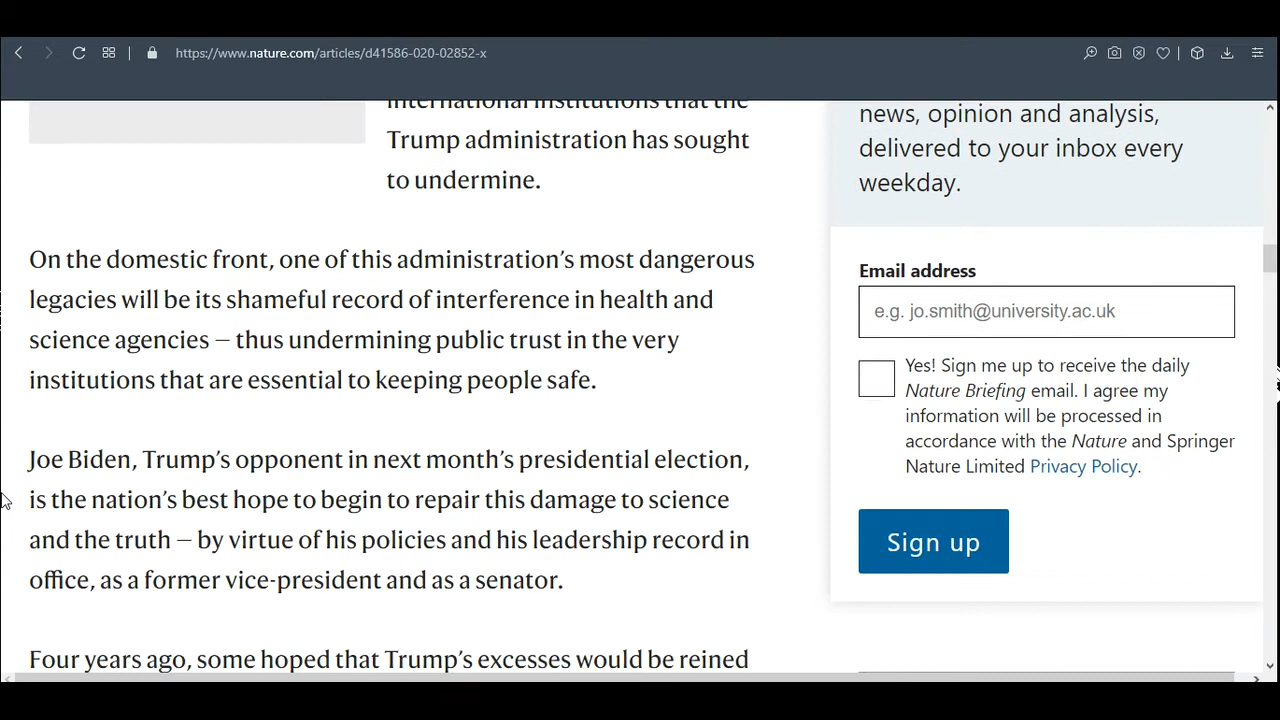 https://www.nature.com/articles/d41586-020-02852-x
international institutions that the
Trump administration has sought
to undermine.
On the domestic front, one of this administration’s most dangerous
legacies will be its shameful record of interference in health and
science agencies — thus undermining public trust in the very
institutions that are essential to keeping people safe.
Joe Biden, Trump’s opponent in next month’s presidential election,
is the nation’s best hope to begin to repair this damage to science
and the truth — by virtue of his policies and his leadership record in
office, as a former vice-president and as a senator.
Four years ago, some hoped that Trump’s excesses would be reined
news, opinion and analysis,
delivered to your inbox every
weekday.
Email address
e.g. jo.smith@university.ac.uk
Yes! Sign me up to receive the daily
Nature Briefing email. I agree my
information will be processed in
accordance with the Nature and Springer
Nature Limited Privacy Policy.
Sign up